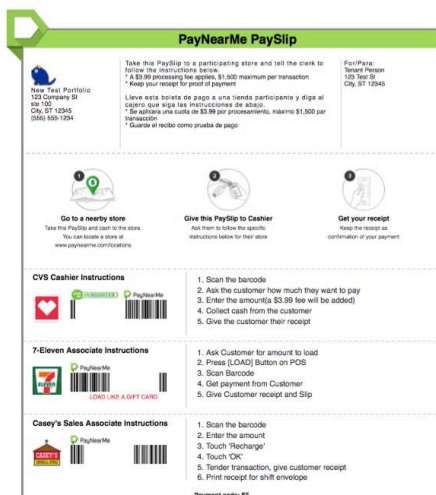 PayNearMe PaySlip
New Test Portfolio
123 Company St
ste 100
City, ST 12345
(555) 555-1234
Take this PaySlip to a participating store and tell the clerk to
follow the instructions below.
* A $3.99 processing fee applies, $1,500 maximum per transaction
* Keep your receipt for proof of payment
Lleve esta boleta de pago a una tienda participante y diga al
cajero que siga las instrucciones de abajo.
* Se aplicara una cuota de $3.99 por procesamiento, máximo $1,500 par
transacción
* Guarde el recibo como prueba de pago
For/Para:
Tenant Person
123 Test St
City, ST 12345
1
Go to a nearby store
Take this PaySlip and cash to the store.
You can locate a store at
www.paynearme.com/locations
2
Give this PaySlip to Cashier
Ask them to follow the specific
instructions below for their store
3
Get your receipt
Keep the receipt as
confirmation of your payment
CVS Cashier Instructions
PayNearMe
1. Scan the barcode
2. Ask the customer how much they want to pay
3. Enter the amount(a $3.99 fee will be added)
4. Collect cash from the customer
5. Give the customer their receipt
7-Eleven Associate Instructions
7
ELEVEN
PayNearMe
LOAD LIKE A GIFT CARD
1. Ask Customer for amount to load
2. Press [LOAD] Button on POS
3. Scan Barcode
4. Get payment from Customer
5. Give Customer receipt and Slip
Casey's Sales Associate Instructions
CASEY'S
PayNearMe
1. Scan the barcode
2. Enter the amount
3. Touch 'Recharge'
4. Touch 'OK'
5. Tender transaction, give customer receipt
6. Print receipt for shift envelope